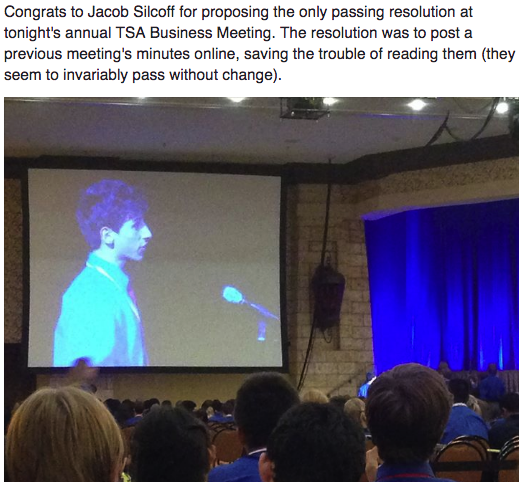 Congrats to Jacob Silcoff for proposing the only passing resolution at
tonight's annual TSA Business Meeting. The resolution was to post a
previous meeting's minutes online, saving the trouble of reading them (they
seem to invariably pass without change).